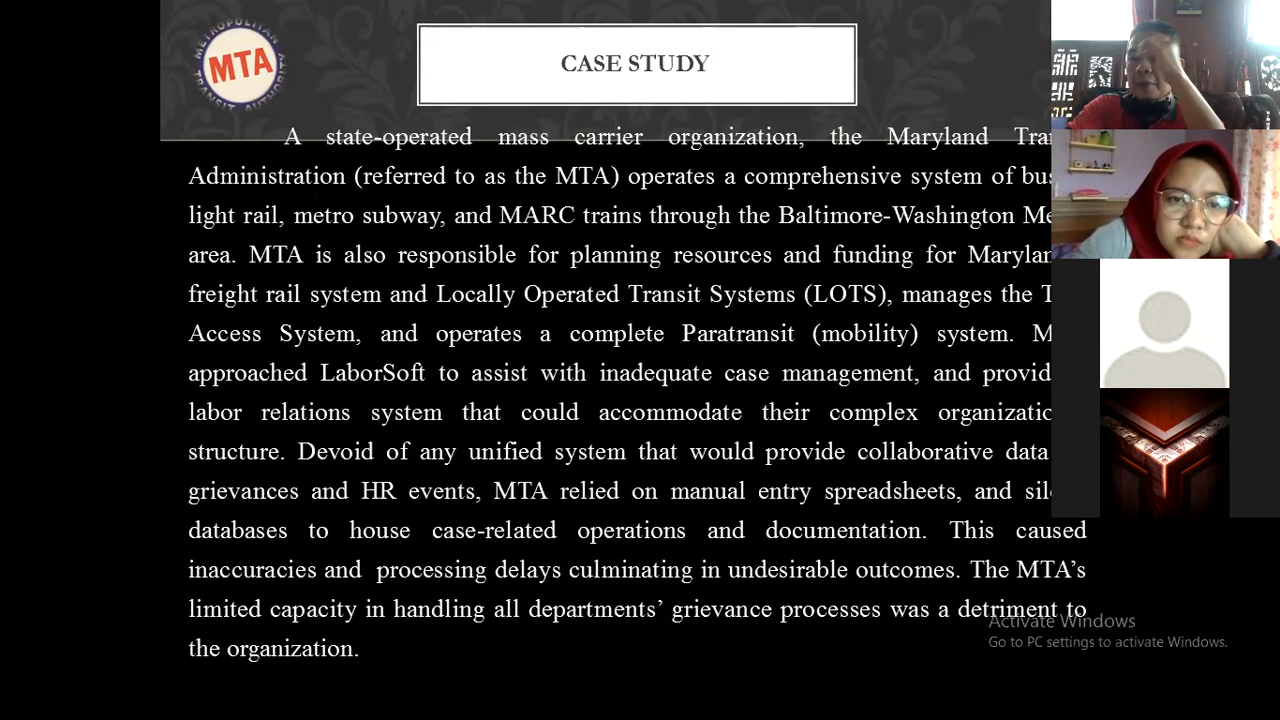 METROPOLITAN
MTA
TRANSIT AUTHORITY
CASE STUDY
A state-operated mass carrier organization, the Maryland
Administration (referred to as the MTA) operates a comprehensive system of
light rail, metro subway, and MARC trains through the Baltimore-Washington
area. MTA is also responsible for planning resources and funding for
freight rail system and Locally Operated Transit Systems (LOTS), manages the
Access System, and operates a complete Paratransit (mobility) system.
approached LaborSoft to assist with inadequate case management, and
labor relations system that could accommodate their complex
structure. Devoid of any unified system that would provide collaborative data
grievances and HR events, MTA relied on manual entry spreadsheets, and
databases to house case-related operations and documentation. This caused
inaccuracies and processing delays culminating in undesirable outcomes. The MTA’s
limited capacity in handling all departments’ grievance processes was a detriment to
the organization.
Activate Windows
Go to PC settings to activate Windows.